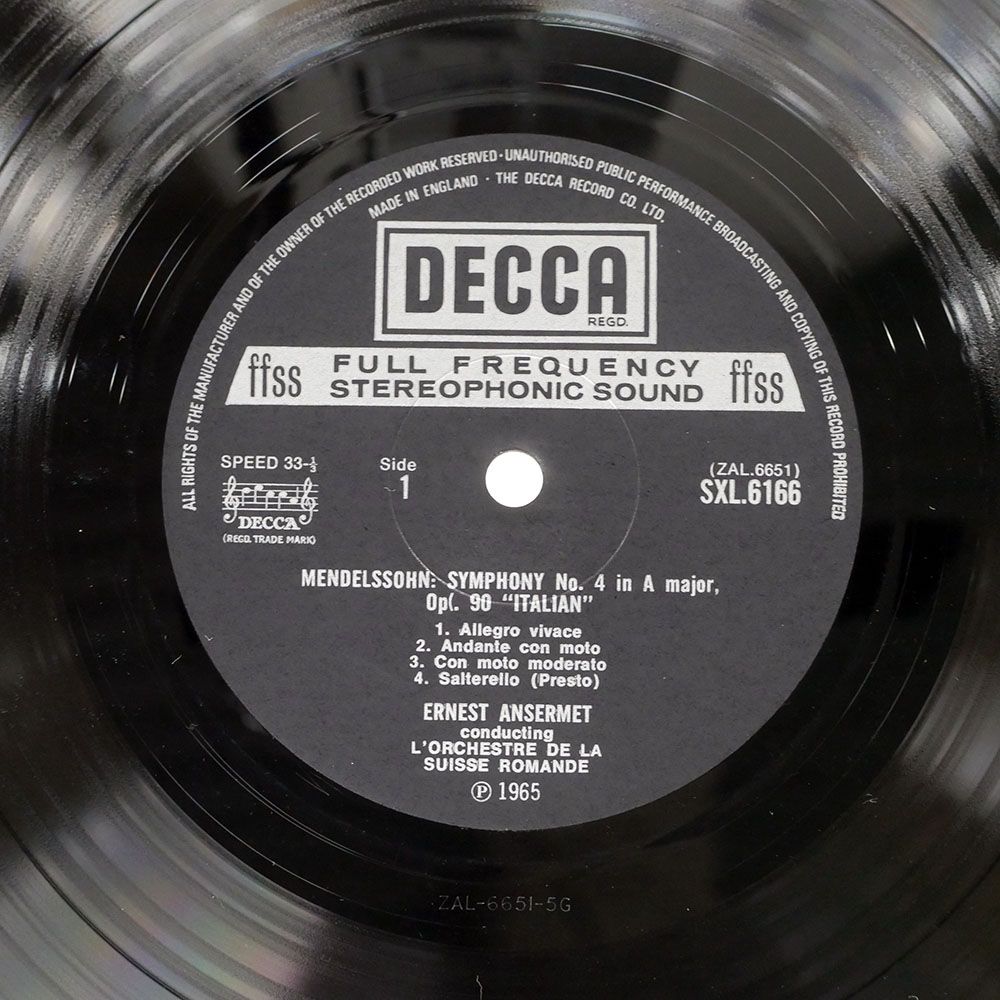 ALL RIGHTS OF THE MANUFACTURER AND OF THE OWNER OF THE RECORDED WORK RESERVED · UNAUTHORISED PUBLIC PERFORMANCE BROADCASTING AND COPYING OF THIS RECORD PROHIBITED
MADE IN ENGLAND · THE DECCA RECORD CO. LTD.
DECCA
REGD.
ffss FULL FREQUENCY STEREOPHONIC SOUND ffss
SPEED 33-⅓
Side
1
(ZAL.6651)
SXL.6166
DECCA
(REGD. TRADE MARK)
MENDELSSOHN: SYMPHONY No. 4 in A major,
Op(. 90 "ITALIAN"
1. Allegro vivace
2. Andante con moto
3. Con moto moderato
4. Salterello (Presto)
ERNEST ANSERMET
conducting
L'ORCHESTRE DE LA
SUISSE ROMANDE
Ⓟ 1965
ZAL-6651-5G